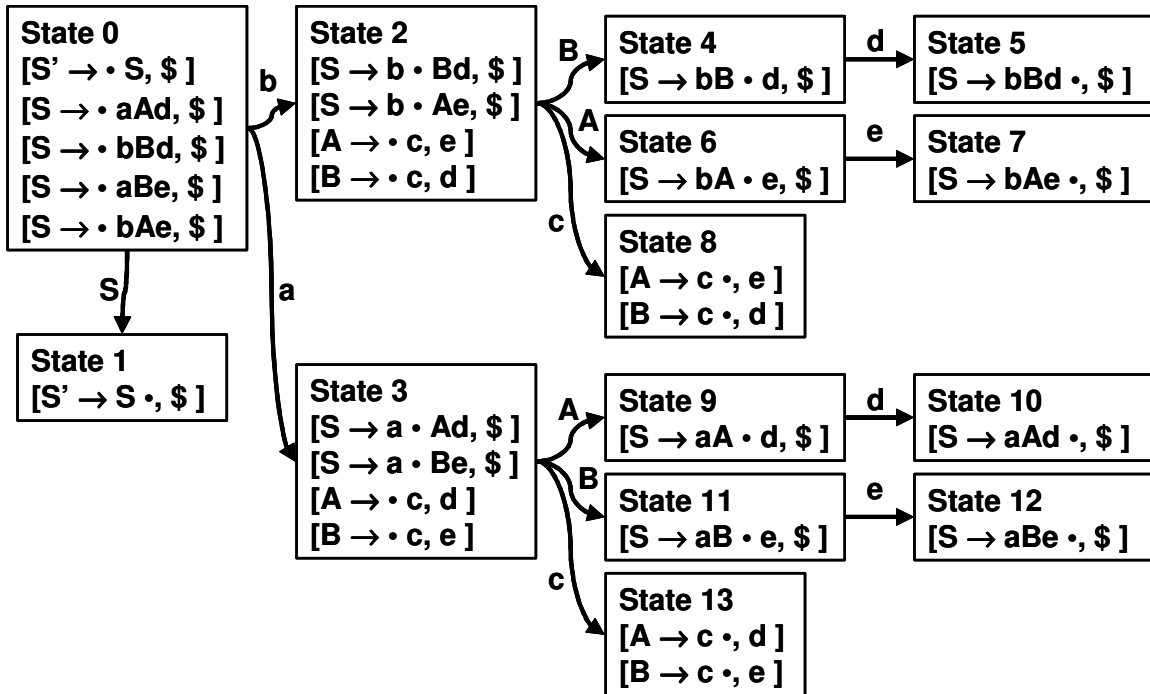 State 0
[S’ → • S, $ ]
[S → • aAd, $ ]
[S → • bBd, $ ]
[S → • aBe, $ ]
[S → • bAe, $ ]
S
State 1
[S’ → S •, $ ]
b
a
State 2
[S → b • Bd, $ ]
[S → b • Ae, $ ]
[A → • c, e ]
[B → • c, d ]
B
A
c
State 4
[S → bB • d, $ ]
d
State 5
[S → bBd •, $ ]
State 6
[S → bA • e, $ ]
e
State 7
[S → bAe •, $ ]
State 8
[A → c •, e ]
[B → c •, d ]
State 3
[S → a • Ad, $ ]
[S → a • Be, $ ]
[A → • c, d ]
[B → • c, e ]
A
B
c
State 9
[S → aA • d, $ ]
d
State 10
[S → aAd •, $ ]
State 11
[S → aB • e, $ ]
e
State 12
[S → aBe •, $ ]
State 13
[A → c •, d ]
[B → c •, e ]